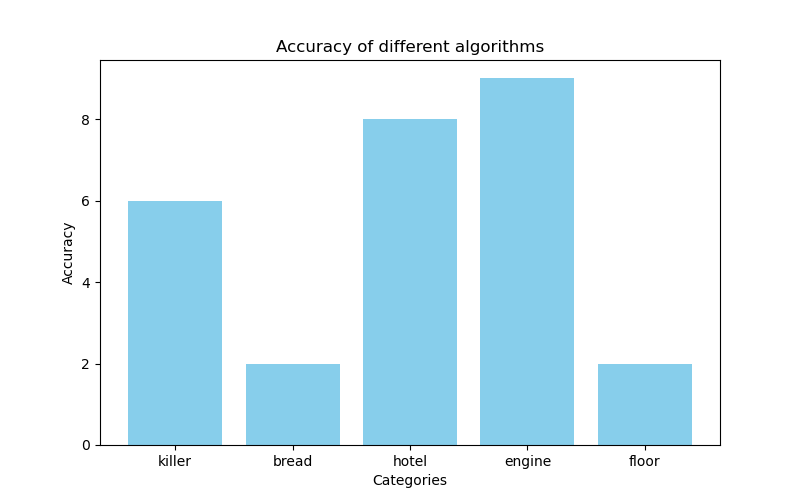 Accuracy of different algorithms
Accuracy
8
6
4
2
0
killer bread hotel engine floor
Categories